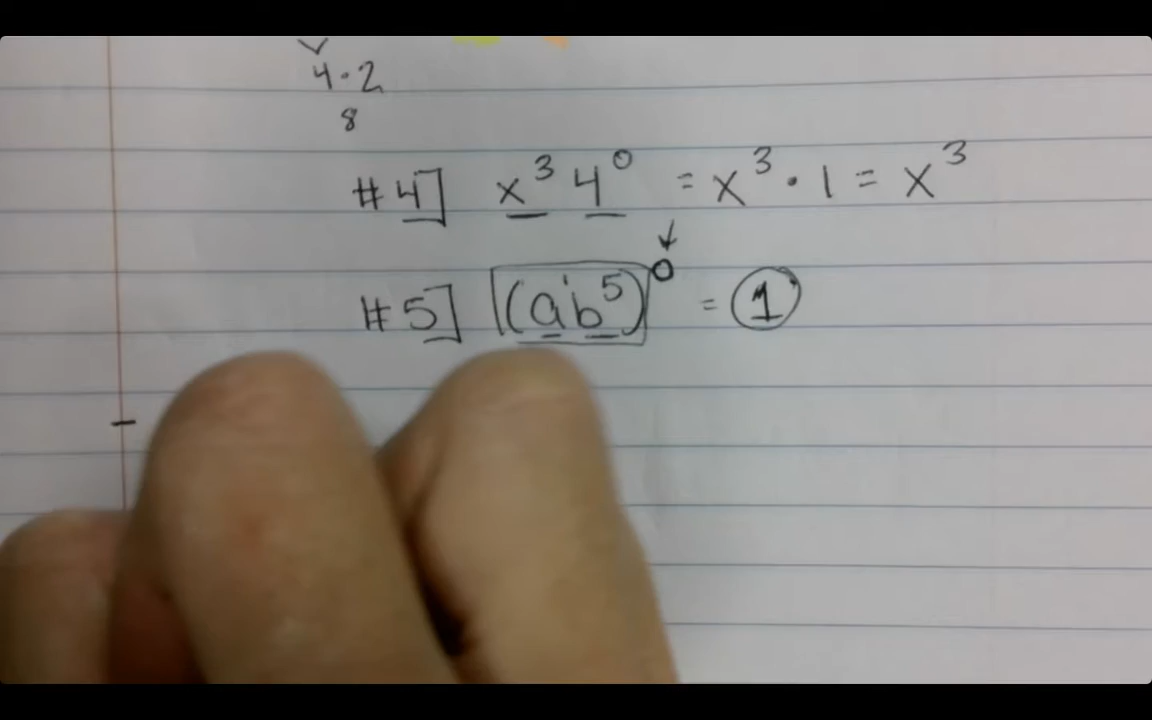 4 · 2
8
#4] x³ 4⁰ = x³ · 1 = x³
#5] (a¹b⁵)⁰ = 1